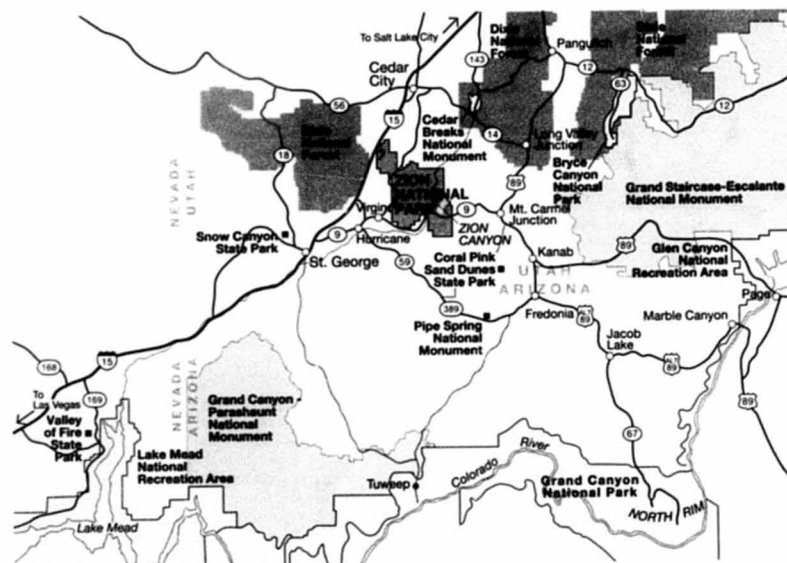 To Salt Lake City
Dixie
National
Forest
143
Panguitch
Dixie
National
Forest
12
63
Cedar
City
56
15
14
12
Cedar
Breaks
National
Monument
Long Valley
Junction
Dixie
National
Forest
18
89
Bryce
Canyon
National
Park
Grand Staircase-Escalante
National Monument
NEVADA
UTAH
ZION
NATIONAL
PARK
Virgin
9
Mt. Carmel
Junction
ZION
CANYON
Snow Canyon
State Park
9
Hurricane
St. George
59
Kanab
89
Glen Canyon
National
Recreation Area
Coral Pink
Sand Dunes
State Park
UTAH
ARIZONA
Page
389
Fredonia
ALT
89
Marble Canyon
Pipe Spring
National
Monument
Jacob
Lake
ALT
89
168
15
NEVADA
ARIZONA
To
Las Vegas
169
89
Grand Canyon -
Parashaunt
National
Monument
Valley
of Fire
State
Park
67
Lake Mead
National
Recreation Area
River
Colorado
Tuweep
Grand Canyon
National Park
NORTH RIM
Lake Mead